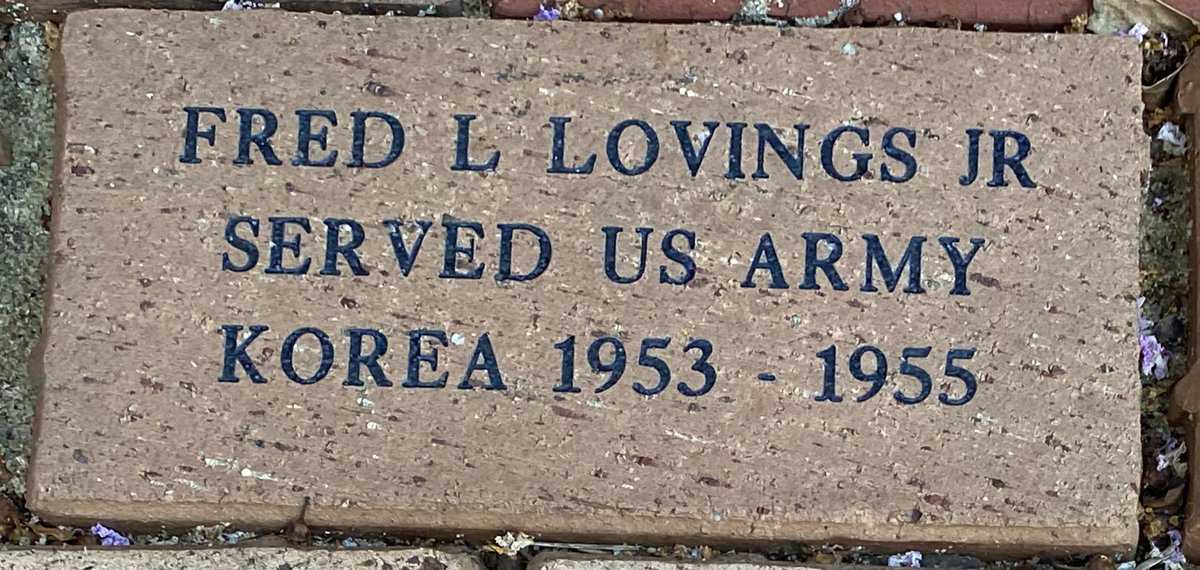 FRED L LOVINGS JR
SERVED US ARMY
KOREA 1953 - 1955